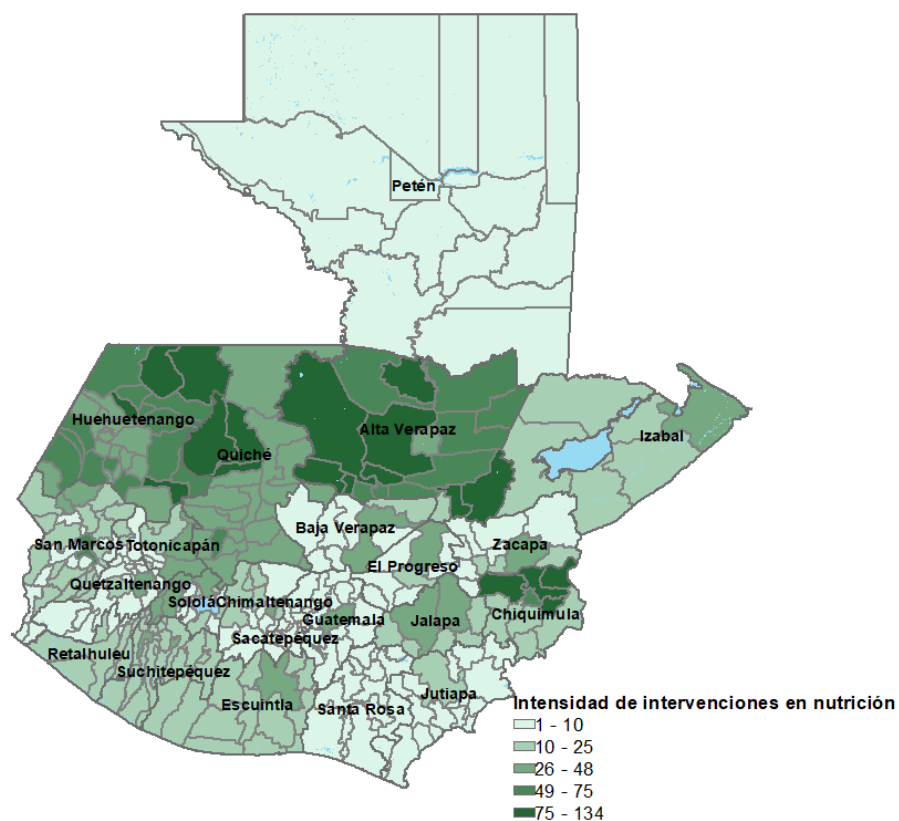 Petén
Huehuetenango
Quiché
Alta Verapaz
Izabal
Baja Verapaz
San Marcos
Totonicapán
Zacapa
El Progreso
Quetzaltenango
Sololá
Chimaltenango
Guatemala
Jalapa
Chiquimula
Sacatepéquez
Retalhuleu
Suchitepéquez
Escuintla
Santa Rosa
Jutiapa
Intensidad de intervenciones en nutrición
1 - 10
10 - 25
26 - 48
49 - 75
75 - 134